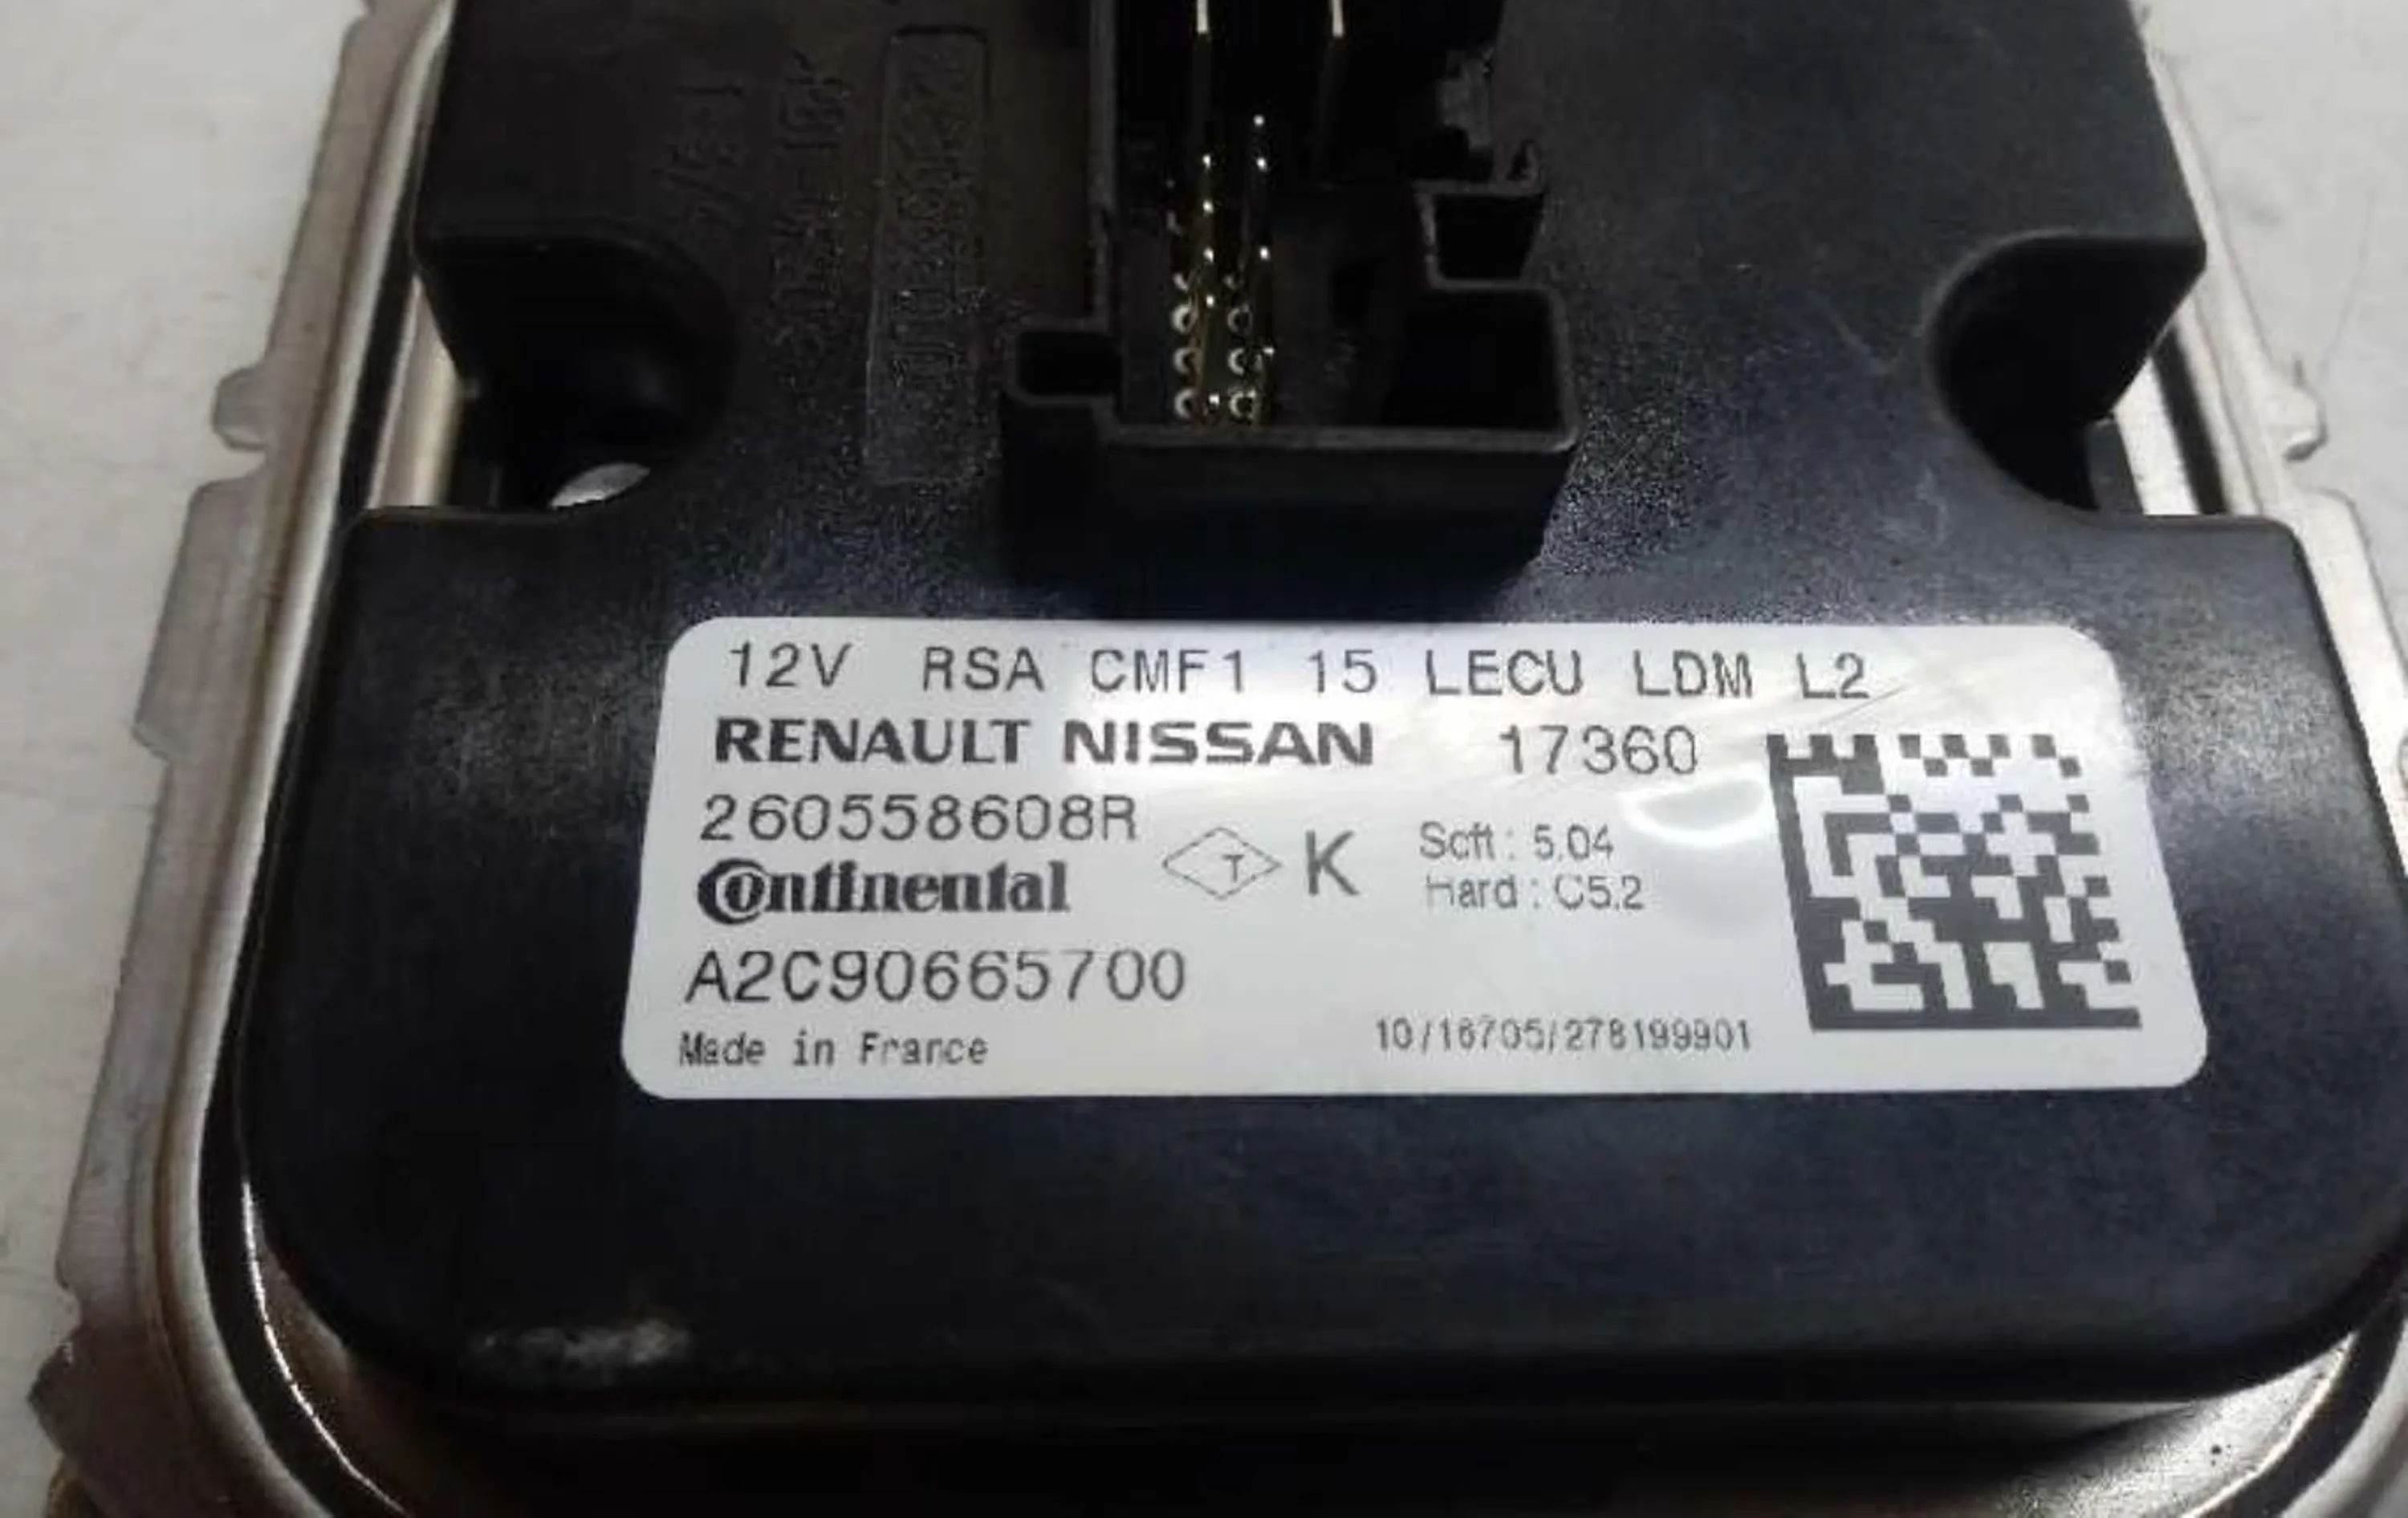 12V RSA CMF1 15 LECU LDM L2
RENAULT NISSAN 17360
260558608R
T K Soft : 5.04
Continental Hard : C5.2
A2C90665700
Made in France 10/16705/278199901